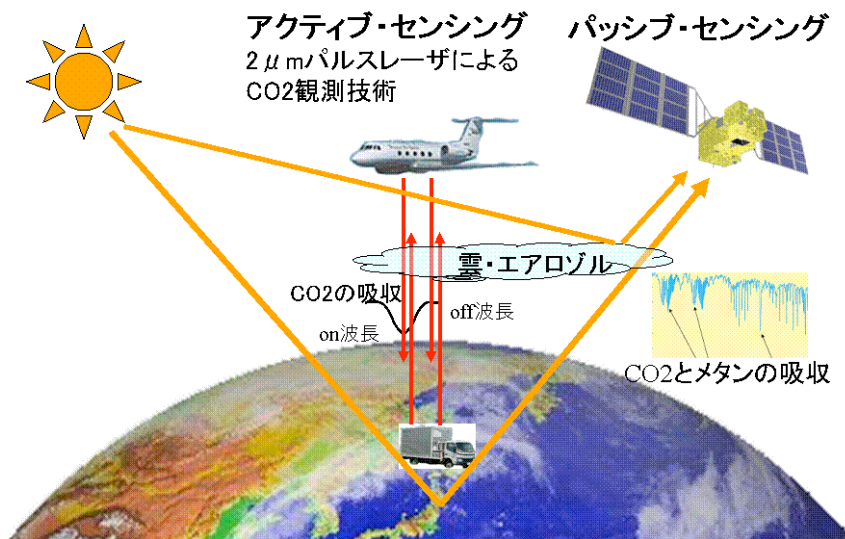 アクティブ・センシング
2μmパルスレーザによる
CO2観測技術
パッシブ・センシング
雲・エアロゾル
CO2の吸収
off波長
on波長
CO2とメタンの吸収